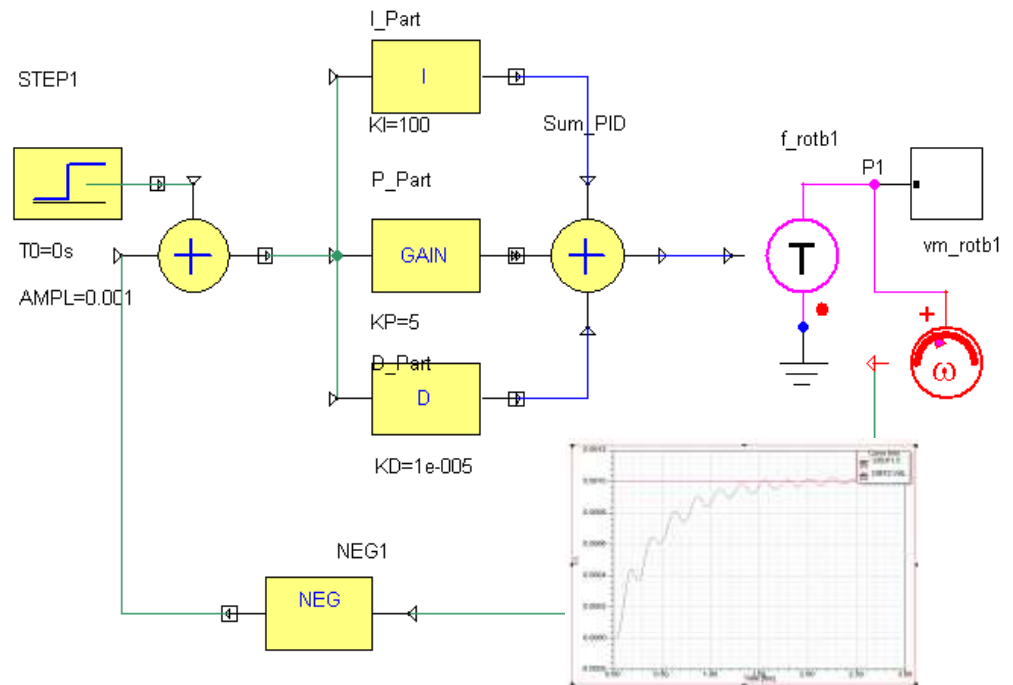 I_Part
STEP1
I
KI=100
Sum_PID
f_rotb1
P1
P_Part
T0=0s
GAIN
T
vm_rotb1
AMPL=0.001
KP=5
+
D_Part
ω
D
KD=1e-005
NEG1
NEG